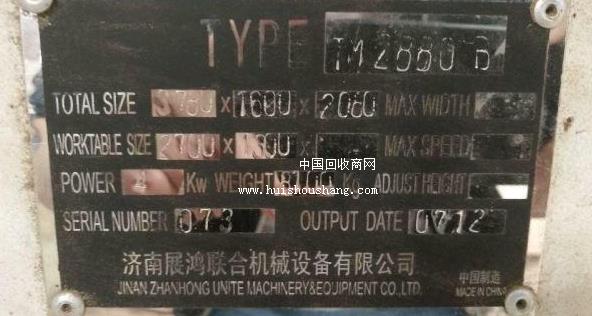 TYPE TM2880B
TOTAL SIZE 3780 x 1600 x 2080 MAX WIDTH
WORKTABLE SIZE 2700 x 1300 x MAX SPEED
POWER 4 Kw WEIGHT ADJUST HEIGHT
中国回收商网
www.huishoushang.com
SERIAL NUMBER 073 OUTPUT DATE 0712
济南展鸿联合机械设备有限公司
中国制造
JINAN ZHANHONG UNITE MACHINERY&EQUIPMENT CO.,LTD.
MADE IN CHINA